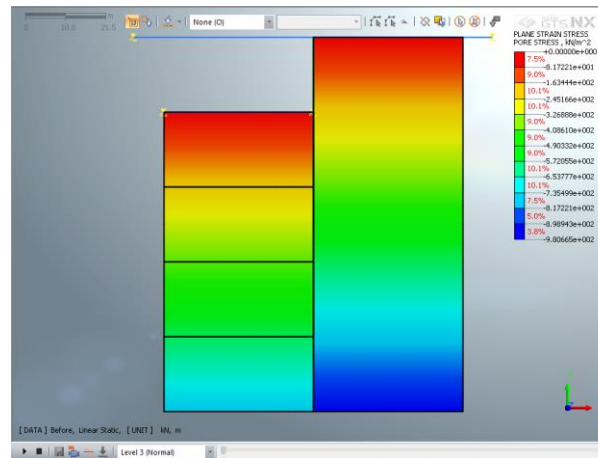 m
0 10.8 21.5
None (O)
GTS NX
PLANE STRAIN STRESS
PORE STRESS , kN/m^2
+0.00000e+000
7.5%
-8.17221e+001
9.0%
-1.63444e+002
10.1%
-2.45166e+002
10.1%
-3.26888e+002
9.0%
-4.08610e+002
9.0%
-4.90332e+002
9.0%
-5.72055e+002
10.1%
-6.53777e+002
10.1%
-7.35499e+002
7.5%
-8.17221e+002
5.0%
-8.98943e+002
3.8%
-9.80665e+002
[DATA] Before, Linear Static, [UNIT] kN, m
Level 3 (Normal)